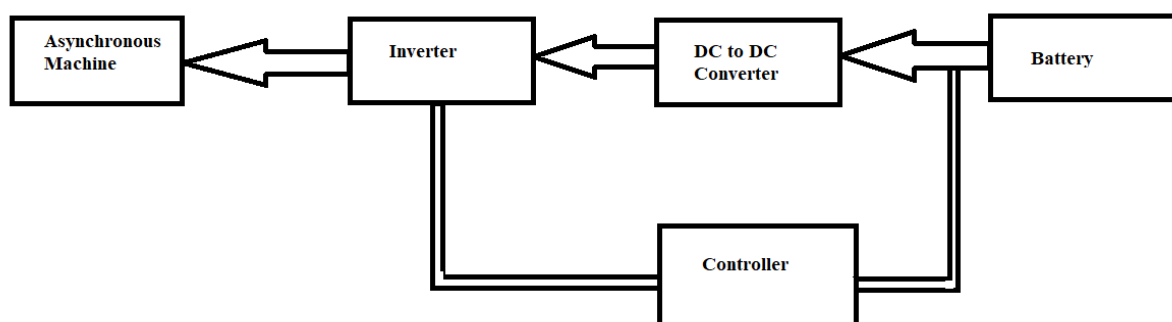 Asynchronous
Machine
Inverter
DC to DC
Converter
Battery
Controller